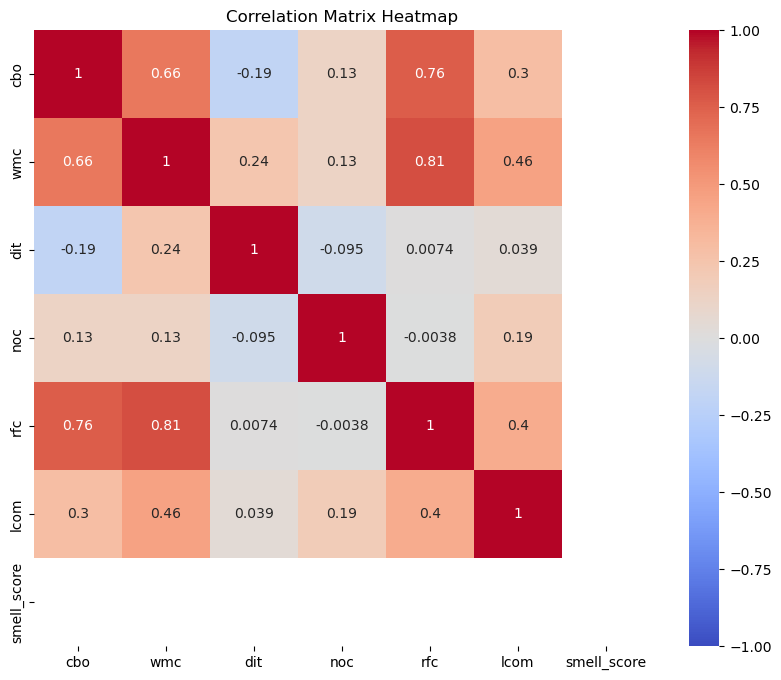 Correlation Matrix Heatmap
cbo 1 0.66 -0.19 0.13 0.76 0.3
wmc 0.66 1 0.24 0.13 0.81 0.46
dit -0.19 0.24 1 -0.095 0.0074 0.039
noc 0.13 0.13 -0.095 1 -0.0038 0.19
rfc 0.76 0.81 0.0074 -0.0038 1 0.4
lcom 0.3 0.46 0.039 0.19 0.4 1
smell_score
cbo wmc dit noc rfc lcom smell_score
1.00
0.75
0.50
0.25
0.00
−0.25
−0.50
−0.75
−1.00